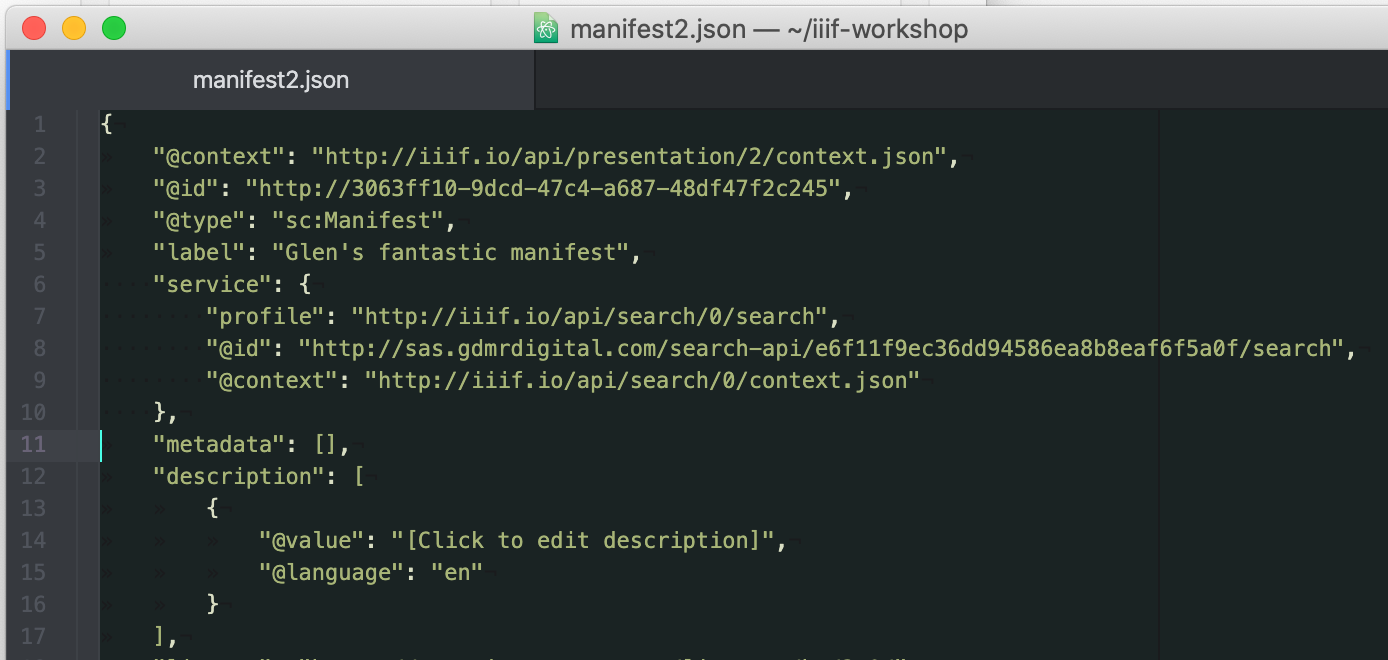 manifest2.json — ~/iiif-workshop
manifest2.json
1 {
2 "@context": "http://iiif.io/api/presentation/2/context.json",
3 "@id": "http://3063ff10-9dcd-47c4-a687-48df47f2c245",
4 "@type": "sc:Manifest",
5 "label": "Glen's fantastic manifest",
6 "service": {
7 "profile": "http://iiif.io/api/search/0/search",
8 "@id": "http://sas.gdmrdigital.com/search-api/e6f11f9ec36dd94586ea8b8eaf6f5a0f/search",
9 "@context": "http://iiif.io/api/search/0/context.json"
10 },
11 "metadata": [],
12 "description": [
13 {
14 "@value": "[Click to edit description]",
15 "@language": "en"
16 }
17 ],